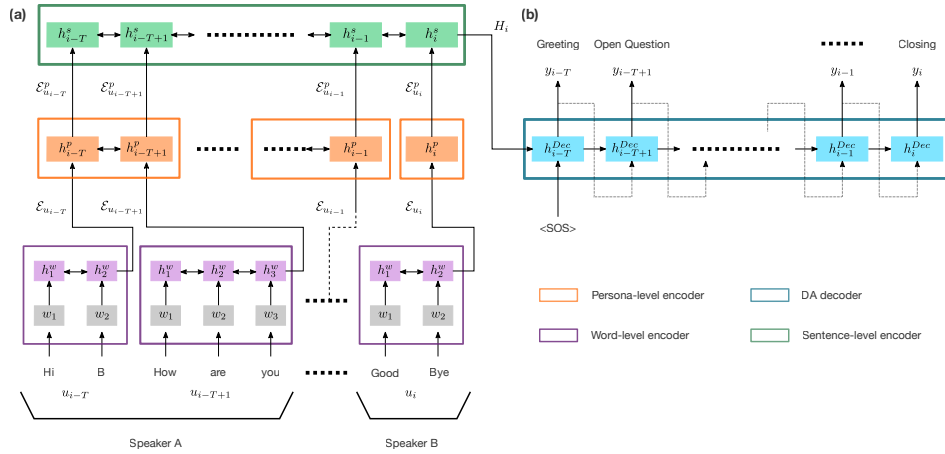 (a)
h^s_{i-T} h^s_{i-T+1} h^s_{i-1} h^s_i
H_i
ℰ^p_{u_{i-T}} ℰ^p_{u_{i-T+1}} ℰ^p_{u_{i-1}} ℰ^p_{u_i}
h^p_{i-T} h^p_{i-T+1} h^p_{i-1} h^p_i
ℰ_{u_{i-T}} ℰ_{u_{i-T+1}} ℰ_{u_{i-1}} ℰ_{u_i}
h^w_1 h^w_2 h^w_1 h^w_2 h^w_3 h^w_1 h^w_2
w_1 w_2 w_1 w_2 w_3 w_1 w_2
Hi B How are you Good Bye
u_{i-T} u_{i-T+1} u_i
Speaker A Speaker B
(b)
Greeting Open Question Closing
y_{i-T} y_{i-T+1} y_{i-1} y_i
h^{Dec}_{i-T} h^{Dec}_{i-T+1} h^{Dec}_{i-1} h^{Dec}_i
<SOS>
Persona-level encoder DA decoder
Word-level encoder Sentence-level encoder